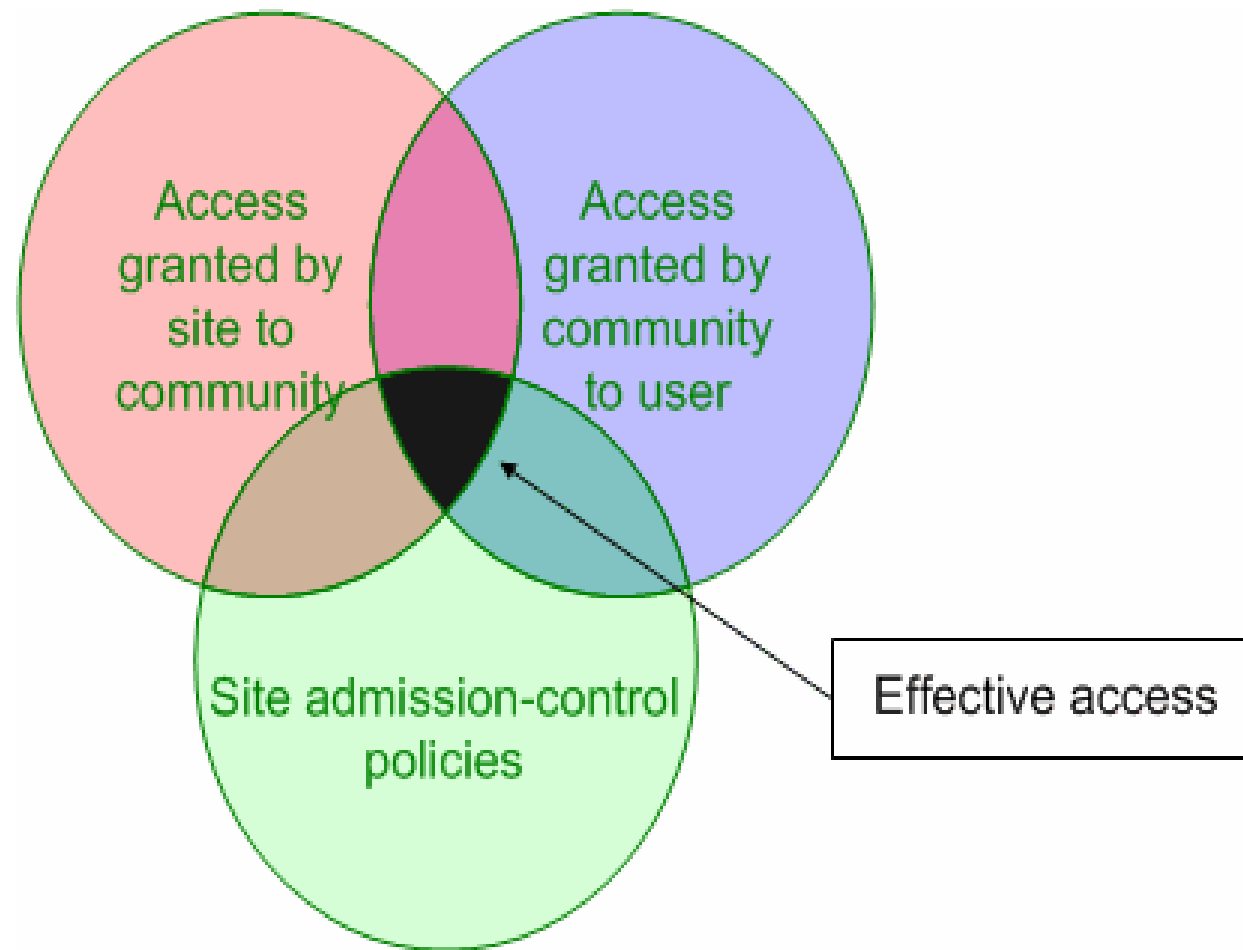 Access
granted by
site to
community
Access
granted by
community
to user
Site admission-control
policies
Effective access